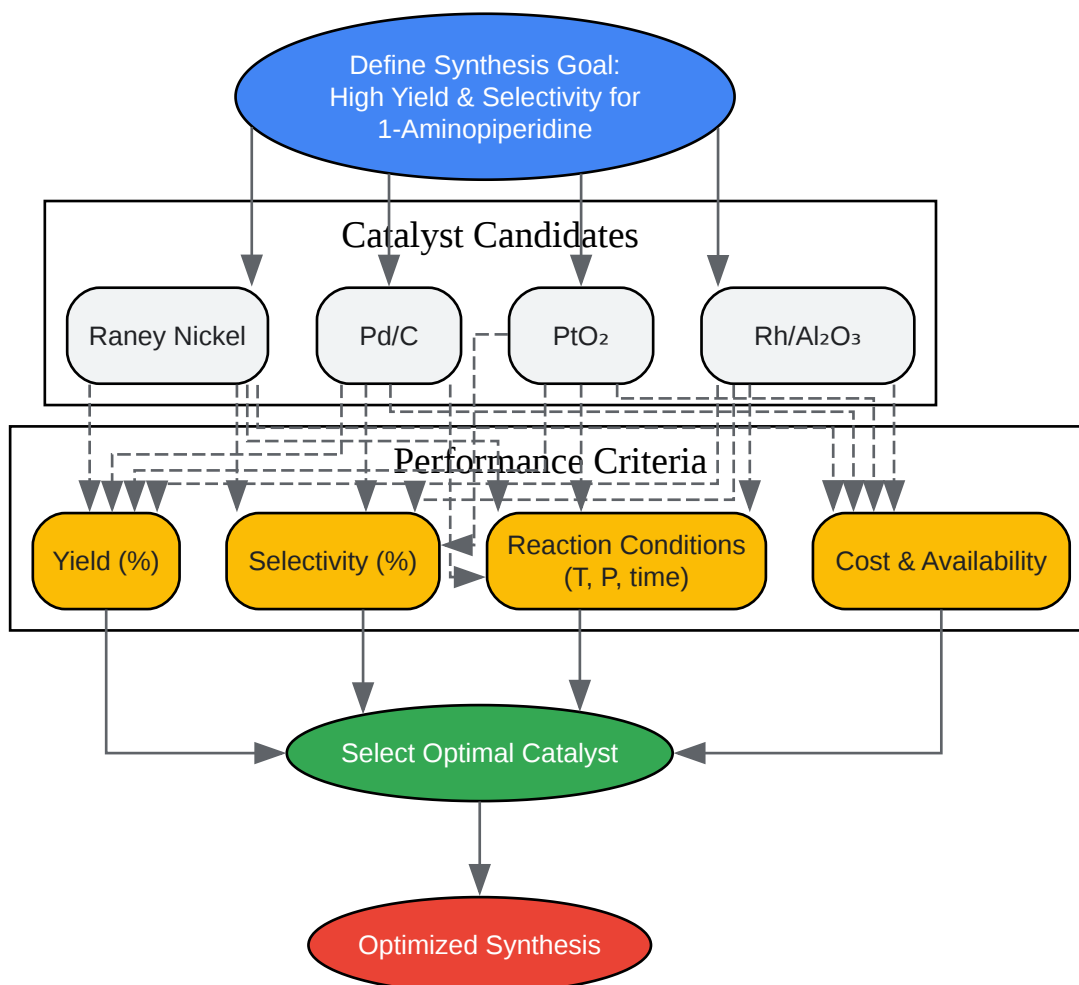 Define Synthesis Goal:
High Yield & Selectivity for
1-Aminopiperidine
Catalyst Candidates
Raney Nickel
Pd/C
PtO₂
Rh/Al₂O₃
Performance Criteria
Yield (%)
Selectivity (%)
Reaction Conditions
(T, P, time)
Cost & Availability
Select Optimal Catalyst
Optimized Synthesis